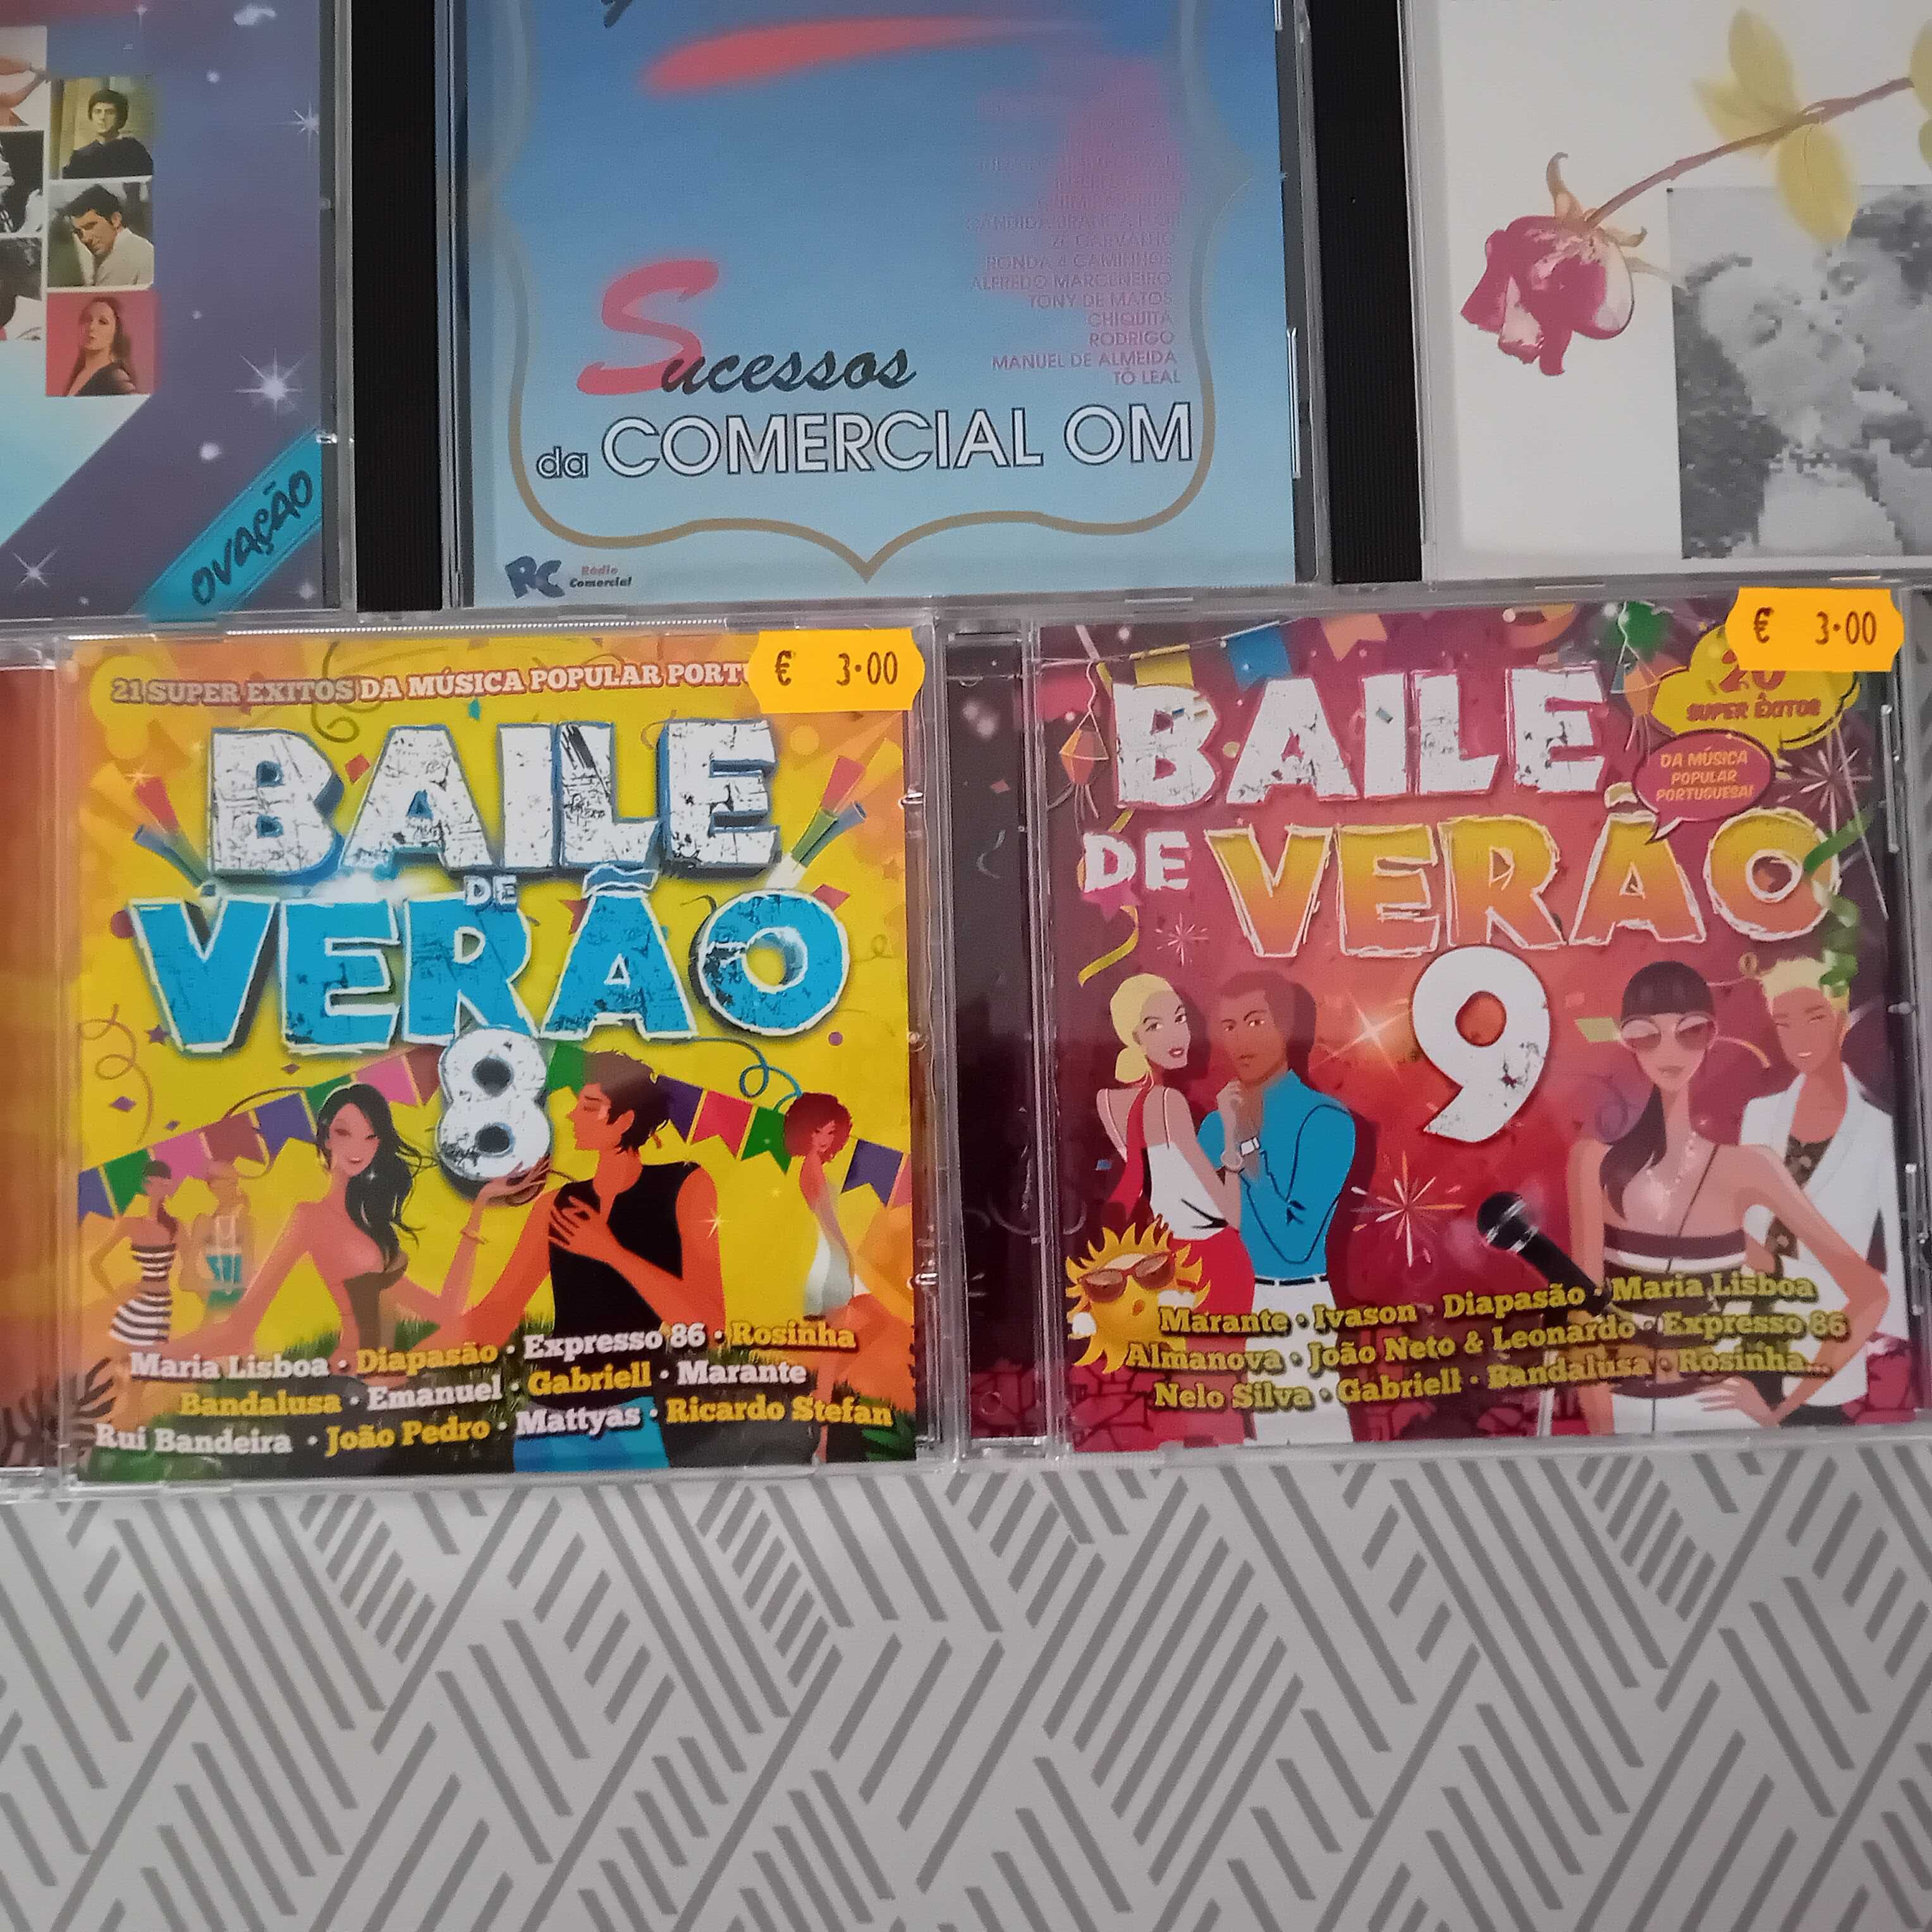 CÂNDIDA BRANCA FLOR
ZÉ CARVALHO
RONDA 4 CAMINHOS
ALFREDO MARCENEIRO
TONY DE MATOS
CHIQUITA
RODRIGO
MANUEL DE ALMEIDA
TÓ LEAL
Sucessos
da COMERCIAL OM
RC Rádio
Comercial
OVAÇÃO
21 SUPER EXITOS DA MÚSICA POPULAR
€ 3·00
BAILE
DE
VERÃO
8
Maria Lisboa · Diapasão · Expresso 86 · Rosinha
Bandalusa · Emanuel · Gabriell · Marante
Rui Bandeira · João Pedro · Mattyas · Ricardo Stefan
€ 3·00
20
SUPER ÊXITOS
DA MÚSICA
POPULAR
PORTUGUESA!
BAILE
DE VERÃO
9
Marante · Ivason · Diapasão · Maria Lisboa
Almanova · João Neto & Leonardo · Expresso 86
Nelo Silva · Gabriell · Bandalusa · Rosinha...